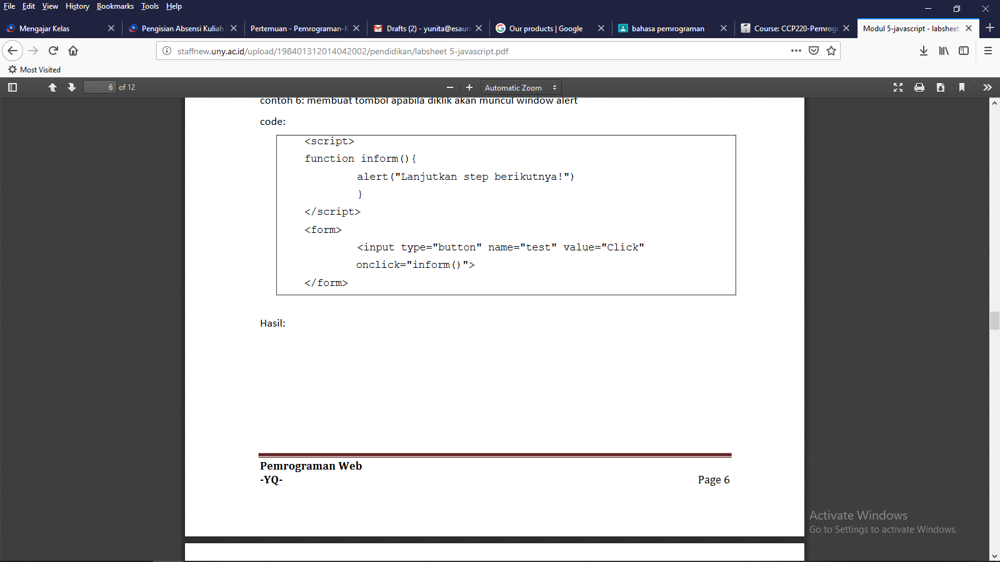 File Edit View History Bookmarks Tools Help
Mengajar Kelas
Pengisian Absensi Kuliah
Pertemuan - Pemrograman-K
Drafts (2) - yunita@esaun
Our products | Google
bahasa pemrograman
Course: CCP220-Pemrogr
Modul 5-javascript - labsheet
staffnew.uny.ac.id/upload/198401312014042002/pendidikan/labsheet 5-javascript.pdf
Most Visited
6 of 12
Automatic Zoom
contoh 6: membuat tombol apabila diklik akan muncul window alert
code:
<script>
function inform(){
alert("Lanjutkan step berikutnya!")
}
</script>
<form>
<input type="button" name="test" value="Click"
onclick="inform()">
</form>
Hasil:
Pemrograman Web
-YQ-
Page 6
Activate Windows
Go to Settings to activate Windows.